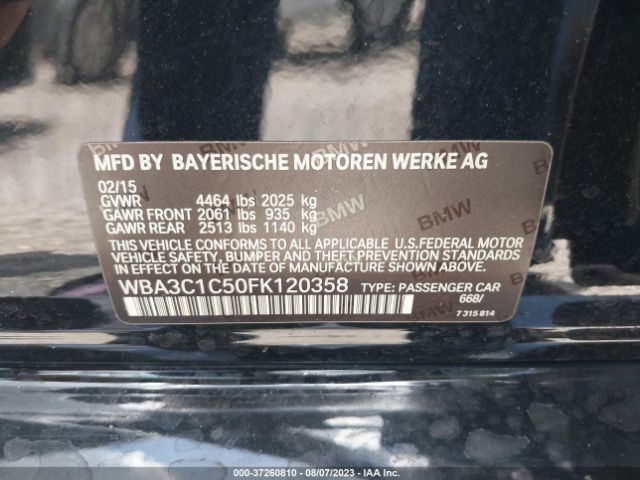 MFD BY BAYERISCHE MOTOREN WERKE AG
02/15
GVWR 4464 lbs 2025 kg
GAWR FRONT 2061 lbs 935 kg
GAWR REAR 2513 lbs 1140 kg
THIS VEHICLE CONFORMS TO ALL APPLICABLE U.S.FEDERAL MOTOR
VEHICLE SAFETY, BUMPER AND THEFT PREVENTION STANDARDS
IN EFFECT ON THE DATE OF MANUFACTURE SHOWN ABOVE.
WBA3C1C50FK120358 TYPE: PASSENGER CAR
668/
7 315 814
BMW
BMW
BMW
000-37260810 - 08/07/2023 - IAA Inc.